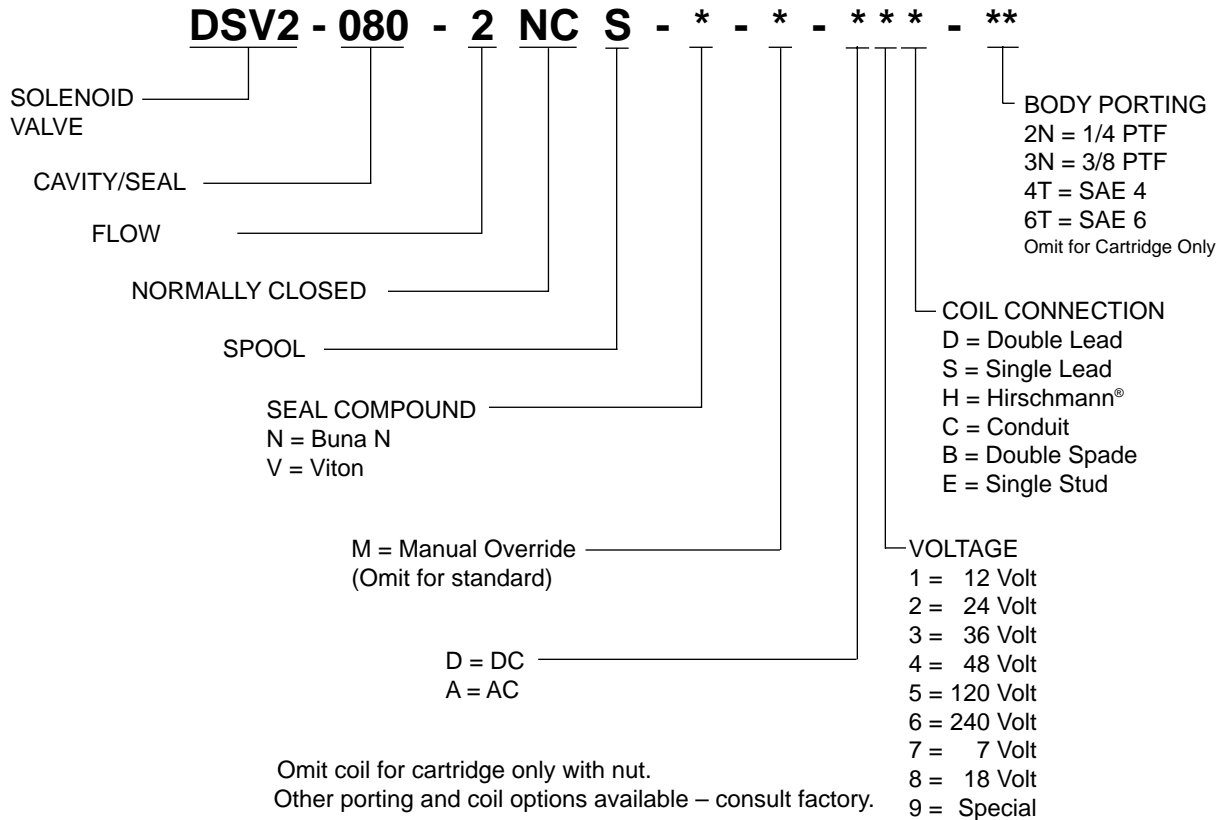 DSV2 - 080 - 2 NC S - * - * - * * * - **
SOLENOID
VALVE
CAVITY/SEAL
FLOW
NORMALLY CLOSED
SPOOL
SEAL COMPOUND
N = Buna N
V = Viton
M = Manual Override
(Omit for standard)
D = DC
A = AC
BODY PORTING
2N = 1/4 PTF
3N = 3/8 PTF
4T = SAE 4
6T = SAE 6
Omit for Cartridge Only
COIL CONNECTION
D = Double Lead
S = Single Lead
H = Hirschmann®
C = Conduit
B = Double Spade
E = Single Stud
VOLTAGE
1 = 12 Volt
2 = 24 Volt
3 = 36 Volt
4 = 48 Volt
5 = 120 Volt
6 = 240 Volt
7 = 7 Volt
8 = 18 Volt
9 = Special
Omit coil for cartridge only with nut.
Other porting and coil options available – consult factory.